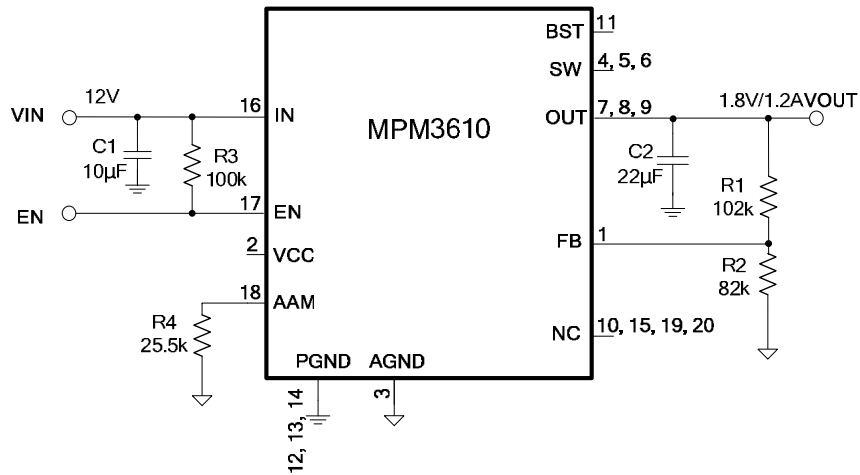 BST 11
SW 4, 5, 6
VIN 12V 16 IN MPM3610 OUT 7, 8, 9 1.8V/1.2A VOUT
C1
10µF
R3
100k
C2
22µF
R1
102k
EN 17 EN
2 VCC
FB 1
R2
82k
18 AAM
R4
25.5k
NC 10, 15, 19, 20
PGND AGND
12, 13, 14
3